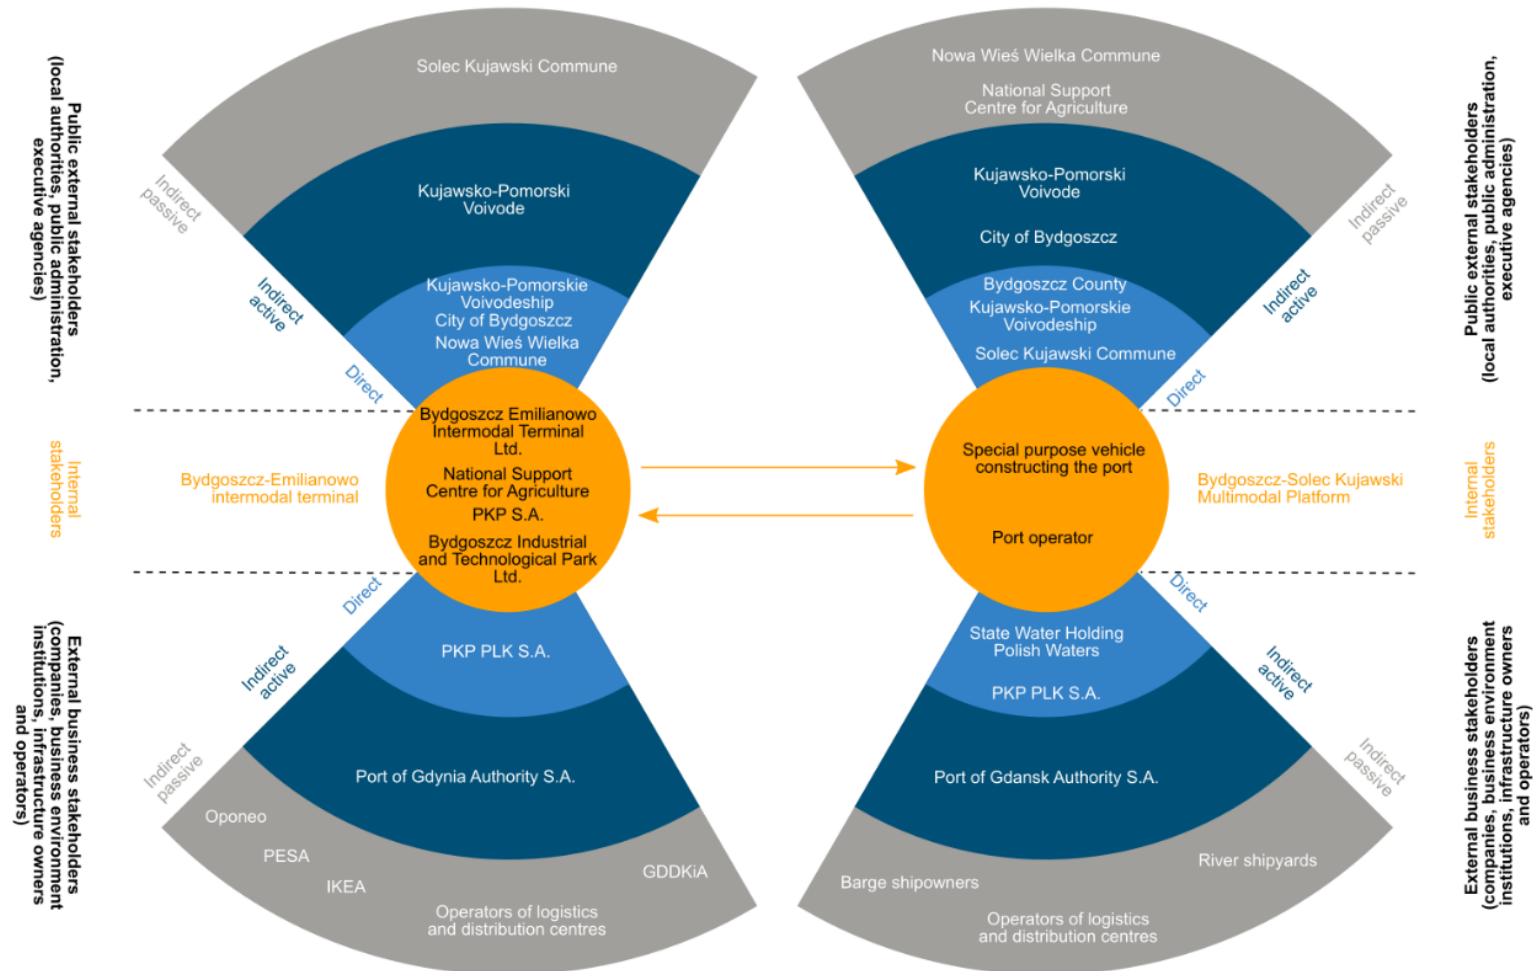 Public external stakeholders
(local authorities, public administration,
executive agencies)
Solec Kujawski Commune
Indirect
passive
Kujawsko-Pomorski
Voivode
Indirect
active
Kujawsko-Pomorskie
Voivodeship
City of Bydgoszcz
Nowa Wieś Wielka
Commune
Direct
Nowa Wieś Wielka Commune
National Support
Centre for Agriculture
Indirect
passive
Kujawsko-Pomorski
Voivode
City of Bydgoszcz
Indirect
active
Bydgoszcz County
Kujawsko-Pomorskie
Voivodeship
Solec Kujawski Commune
Direct
Public external stakeholders
(local authorities, public administration,
executive agencies)
Internal
stakeholders
Bydgoszcz-Emilianowo
intermodal terminal
Bydgoszcz Emilianowo
Intermodal Terminal
Ltd.
National Support
Centre for Agriculture
PKP S.A.
Bydgoszcz Industrial
and Technological Park
Ltd.
Special purpose vehicle
constructing the port
Port operator
Bydgoszcz-Solec Kujawski
Multimodal Platform
Internal
stakeholders
External business stakeholders
(companies, business environment
institutions, infrastructure owners
and operators)
Direct
PKP PLK S.A.
Indirect
active
Port of Gdynia Authority S.A.
Indirect
passive
Oponeo
PESA
IKEA
GDDKiA
Operators of logistics
and distribution centres
Direct
State Water Holding
Polish Waters
PKP PLK S.A.
Indirect
active
Port of Gdansk Authority S.A.
Indirect
passive
River shipyards
Barge shipowners
Operators of logistics
and distribution centres
External business stakeholders
(companies, business environment
institutions, infrastructure owners
and operators)